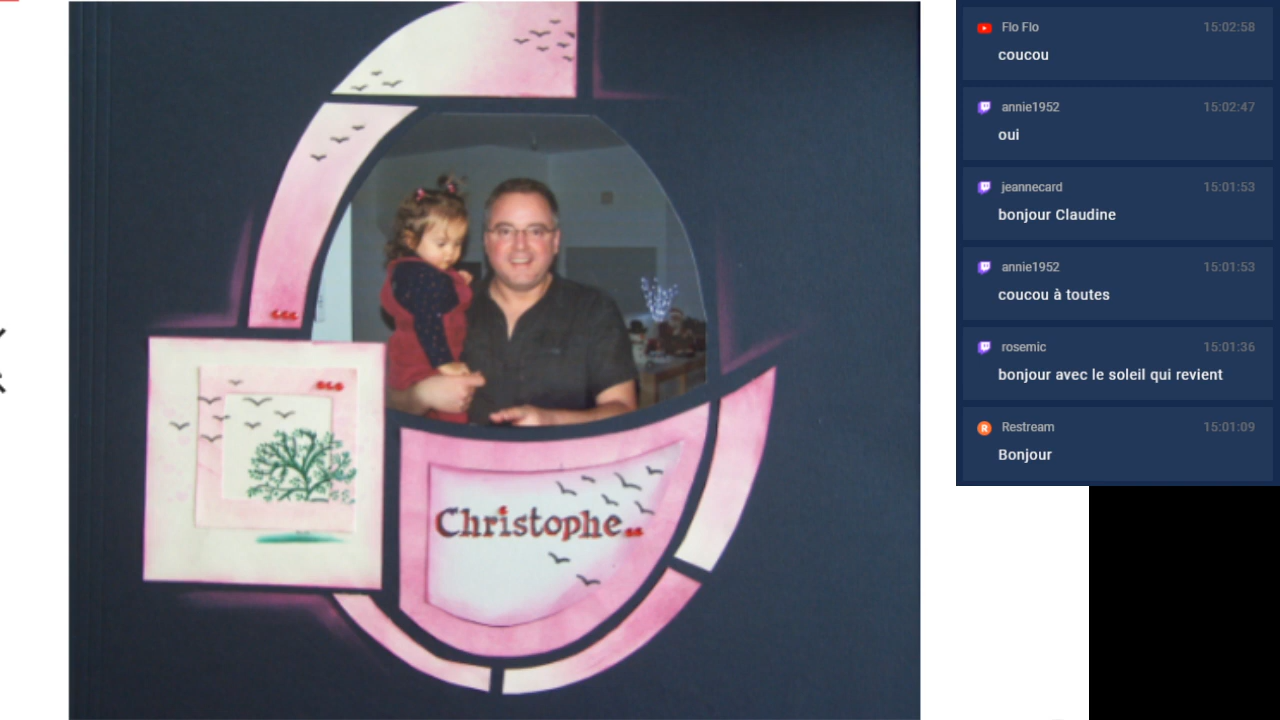 Christophe
Flo Flo 15:02:58
coucou
annie1952 15:02:47
oui
jeannecard 15:01:53
bonjour Claudine
annie1952 15:01:53
coucou à toutes
rosemic 15:01:36
bonjour avec le soleil qui revient
R Restream 15:01:09
Bonjour